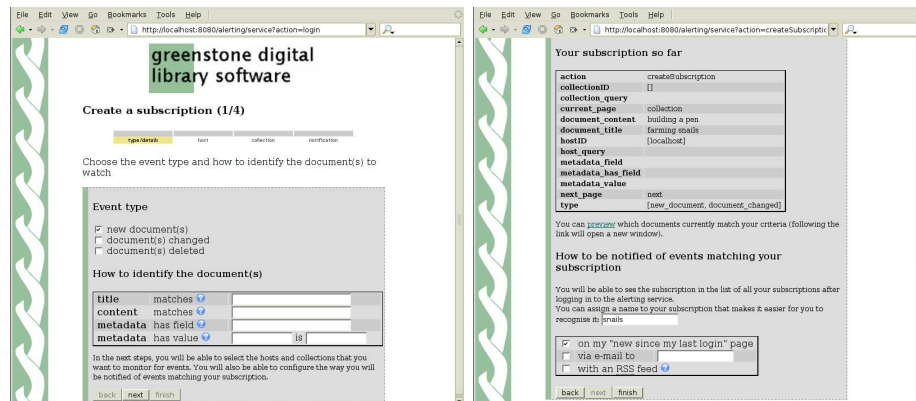 File Edit View Go Bookmarks Tools Help
http://localhost:8080/alerting/service?action=login
greenstone digital
library software
Create a subscription (1/4)
type/details host collection notification
Choose the event type and how to identify the document(s) to
watch
Event type
new document(s)
document(s) changed
document(s) deleted
How to identify the document(s)
title matches ?
content matches ?
metadata has field ?
metadata has value ? is
In the next steps, you will be able to select the hosts and collections that you
want to monitor for events. You will also be able to configure the way you will
be notified of events matching your subscription.
back next finish
File Edit View Go Bookmarks Tools Help
http://localhost:8080/alerting/service?action=createSubscriptic
Your subscription so far
action createSubscription
collectionID []
collection_query
current_page collection
document_content building a pen
document_title farming snails
hostID [localhost]
host_query
metadata_field
metadata_has_field
metadata_value
next_page next
type [new_document, document_changed]
You can preview which documents currently match your criteria (following the
link will open a new window).
How to be notified of events matching your
subscription
You will be able to see the subscription in the list of all your subscriptions after
logging in to the alerting service.
You can assign a name to your subscription that makes it easier for you to
recognise it: snails
on my "new since my last login" page
via e-mail to
with an RSS feed ?
back next finish